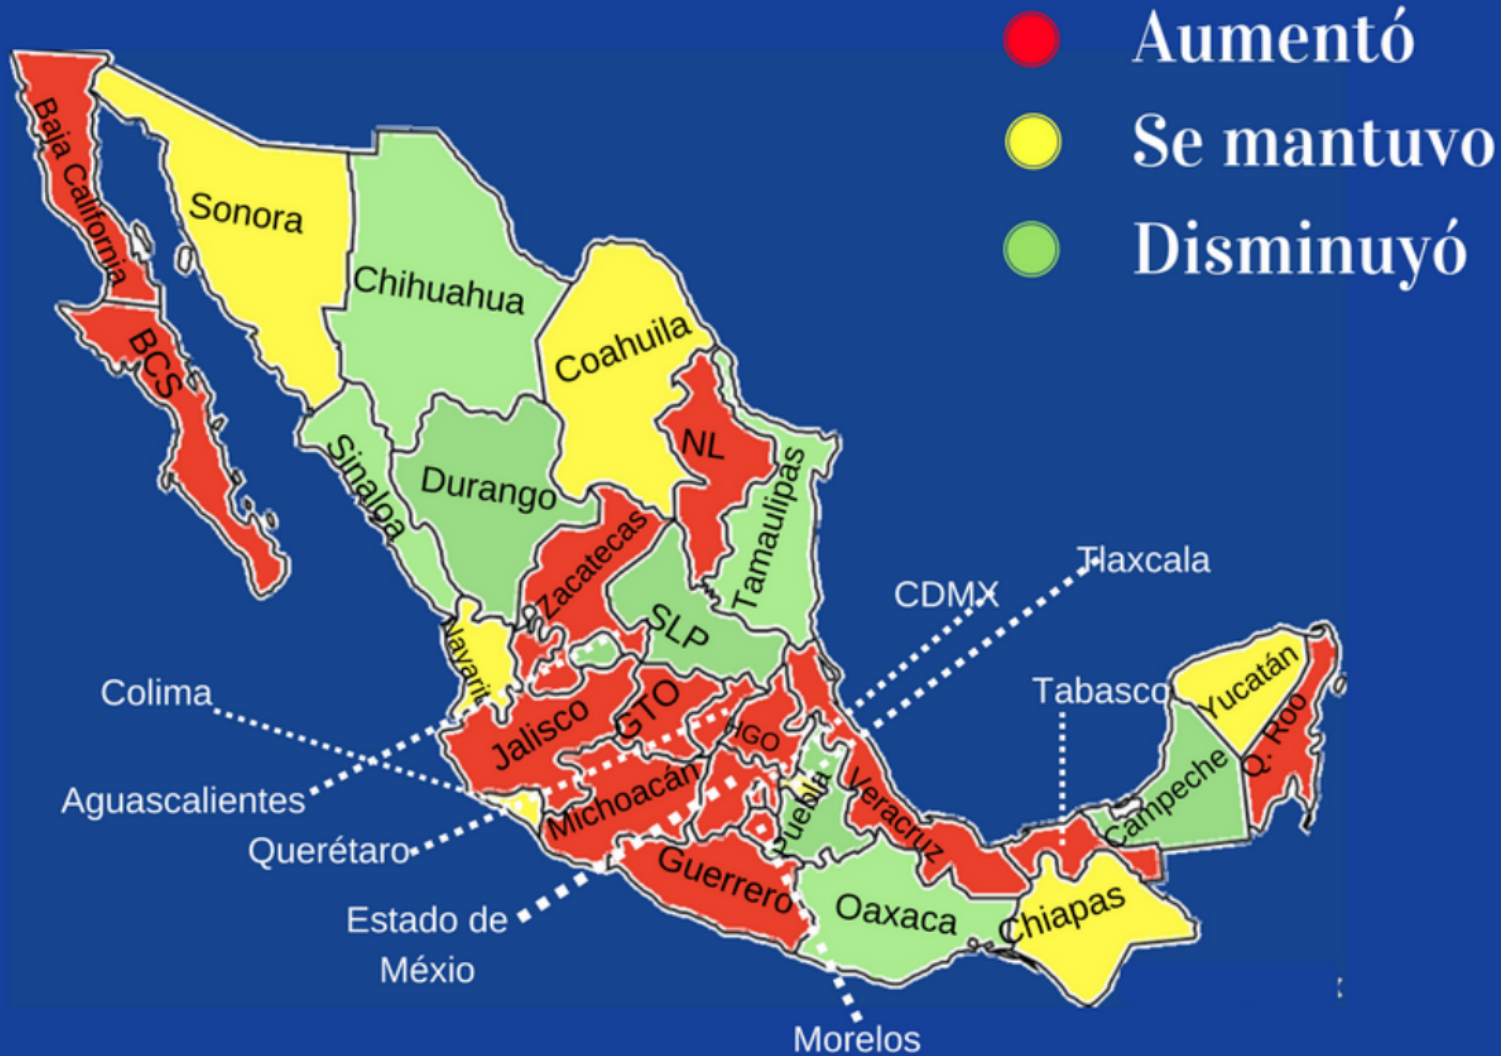 Aumentó
Se mantuvo
Disminuyó
Baja California
Sonora
Chihuahua
BCS
Coahuila
NL
Sinaloa
Durango
Tamaulipas
Zacatecas
Tlaxcala
CDMX
SLP
Nayarit
Colima
Tabasco
Yucatán
Q. Roo
Jalisco
GTO
HGO
Aguascalientes
Michoacán
Puebla
Veracruz
Campeche
Querétaro
Guerrero
Oaxaca
Chiapas
Estado de
Méxio
Morelos